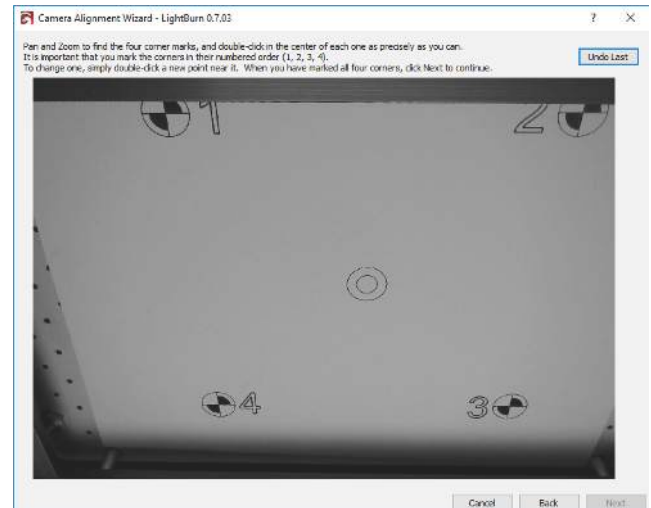 Camera Alignment Wizard - LightBurn 0.7.03
?
X
Pan and Zoom to find the four corner marks, and double-click in the center of each one as precisely as you can.
It is important that you mark the corners in their numbered order (1, 2, 3, 4).
To change one, simply double-click a new point near it. When you have marked all four corners, click Next to continue.
Undo Last
1
2
4
3
Cancel
Back
Next